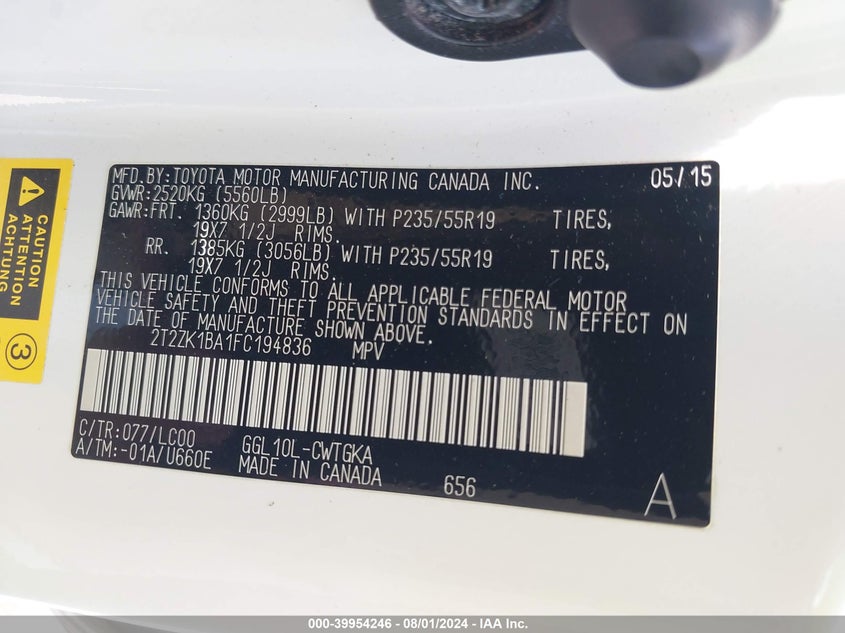 MFD.BY:TOYOTA MOTOR MANUFACTURING CANADA INC. 05/15
GVWR:2520KG (5560LB)
GAWR:FRT. 1360KG (2999LB) WITH P235/55R19 TIRES,
19X7 1/2J RIMS.
RR. 1385KG (3056LB) WITH P235/55R19 TIRES,
19X7 1/2J RIMS.
THIS VEHICLE CONFORMS TO ALL APPLICABLE FEDERAL MOTOR
VEHICLE SAFETY AND THEFT PREVENTION STANDARDS IN EFFECT ON
THE DATE OF MANUFACTURE SHOWN ABOVE.
2T2ZK1BA1FC194836 MPV
C/TR:077/LC00 GGL10L-CWTGKA
A/TM:-01A/U660E MADE IN CANADA 656
A
CAUTION
ATTENTION
ACHTUNG
3
000-39954246 - 08/01/2024 - IAAI.com.